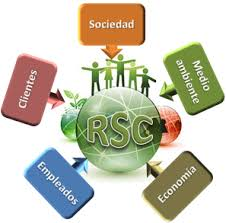 Sociedad
Clientes
Medio
ambiente
RSC
Empleados
Economía